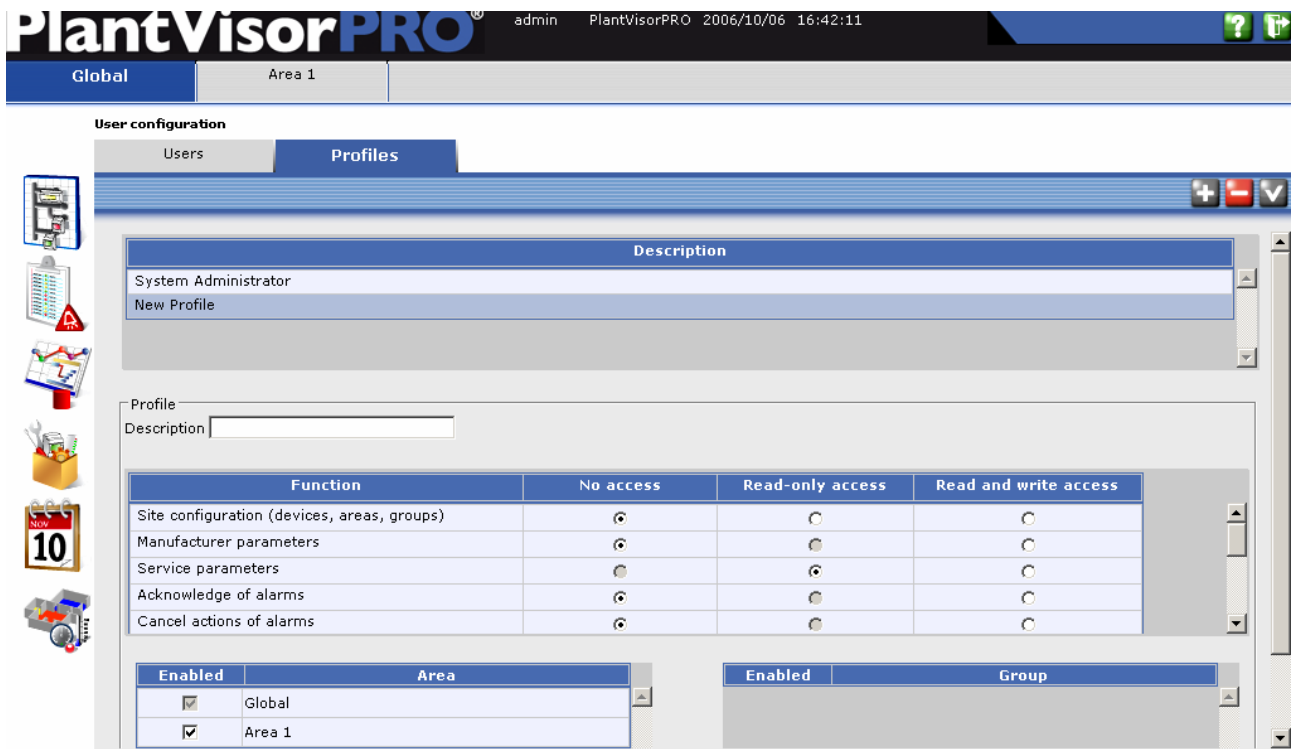 PlantVisorPRO® admin PlantVisorPRO 2006/10/06 16:42:11
Global Area 1
User configuration
Users Profiles
Description
System Administrator
New Profile
Profile
Description
Function No access Read-only access Read and write access
Site configuration (devices, areas, groups)
Manufacturer parameters
Service parameters
Acknowledge of alarms
Cancel actions of alarms
NOV
10
Enabled Area Enabled Group
Global
Area 1